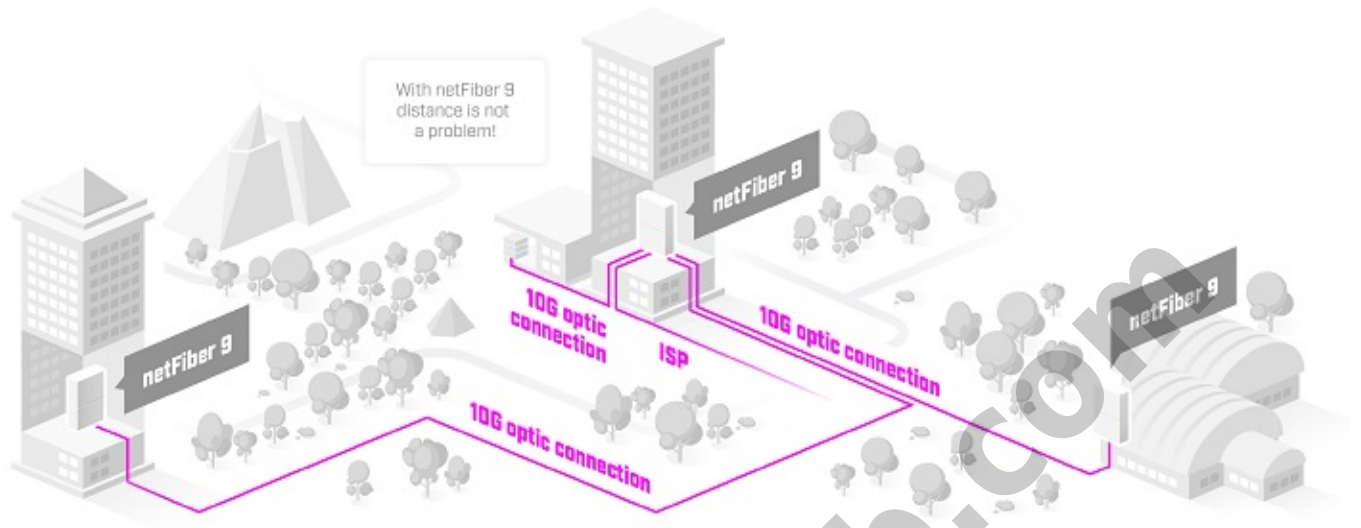 With netFiber 9
distance is not
a problem!
netFiber 9
netFiber 9
netFiber 9
10G optic
connection
ISP
10G optic connection
10G optic connection
.com